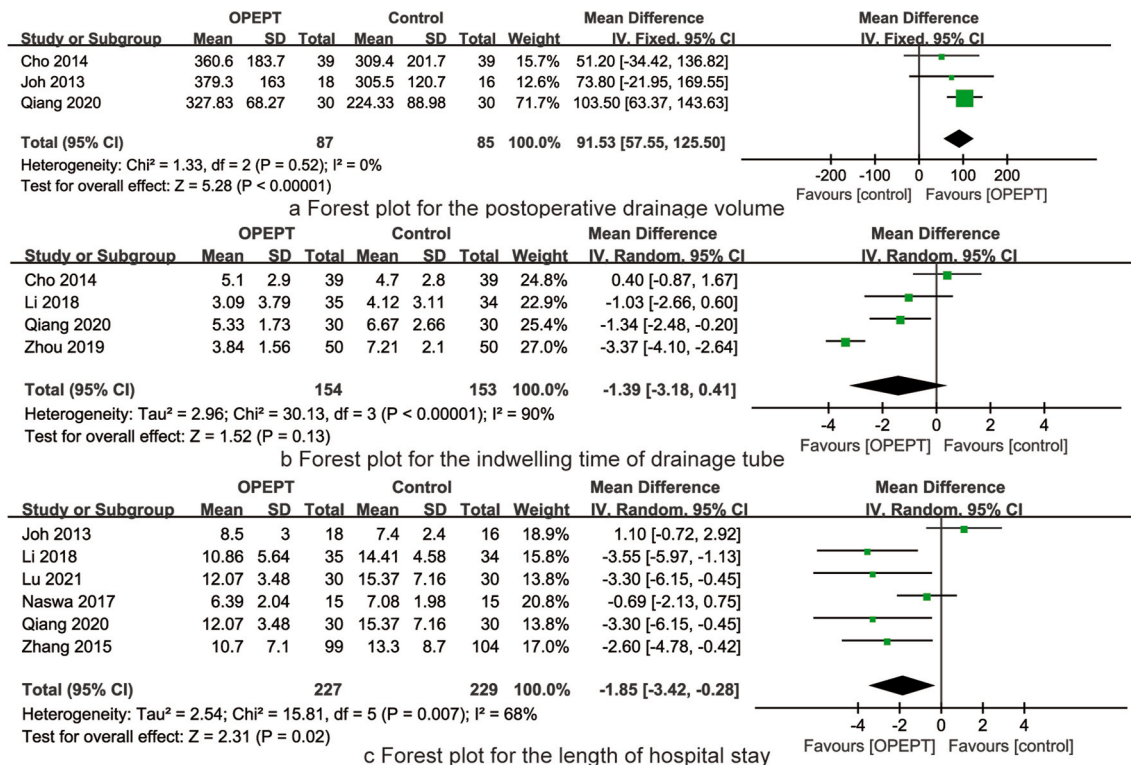 OPEPT Control Mean Difference Mean Difference
Study or Subgroup Mean SD Total Mean SD Total Weight IV. Fixed. 95% CI IV. Fixed. 95% CI
Cho 2014 360.6 183.7 39 309.4 201.7 39 15.7% 51.20 [-34.42, 136.82]
Joh 2013 379.3 163 18 305.5 120.7 16 12.6% 73.80 [-21.95, 169.55]
Qiang 2020 327.83 68.27 30 224.33 88.98 30 71.7% 103.50 [63.37, 143.63]
Total (95% CI) 87 85 100.0% 91.53 [57.55, 125.50]
Heterogeneity: Chi² = 1.33, df = 2 (P = 0.52); I² = 0%
Test for overall effect: Z = 5.28 (P < 0.00001)
-200 -100 0 100 200
Favours [control] Favours [OPEPT]
a Forest plot for the postoperative drainage volume
OPEPT Control Mean Difference Mean Difference
Study or Subgroup Mean SD Total Mean SD Total Weight IV. Random. 95% CI IV. Random. 95% CI
Cho 2014 5.1 2.9 39 4.7 2.8 39 24.8% 0.40 [-0.87, 1.67]
Li 2018 3.09 3.79 35 4.12 3.11 34 22.9% -1.03 [-2.66, 0.60]
Qiang 2020 5.33 1.73 30 6.67 2.66 30 25.4% -1.34 [-2.48, -0.20]
Zhou 2019 3.84 1.56 50 7.21 2.1 50 27.0% -3.37 [-4.10, -2.64]
Total (95% CI) 154 153 100.0% -1.39 [-3.18, 0.41]
Heterogeneity: Tau² = 2.96; Chi² = 30.13, df = 3 (P < 0.00001); I² = 90%
Test for overall effect: Z = 1.52 (P = 0.13)
-4 -2 0 2 4
Favours [OPEPT] Favours [control]
b Forest plot for the indwelling time of drainage tube
OPEPT Control Mean Difference Mean Difference
Study or Subgroup Mean SD Total Mean SD Total Weight IV. Random. 95% CI IV. Random. 95% CI
Joh 2013 8.5 3 18 7.4 2.4 16 18.9% 1.10 [-0.72, 2.92]
Li 2018 10.86 5.64 35 14.41 4.58 34 15.8% -3.55 [-5.97, -1.13]
Lu 2021 12.07 3.48 30 15.37 7.16 30 13.8% -3.30 [-6.15, -0.45]
Naswa 2017 6.39 2.04 15 7.08 1.98 15 20.8% -0.69 [-2.13, 0.75]
Qiang 2020 12.07 3.48 30 15.37 7.16 30 13.8% -3.30 [-6.15, -0.45]
Zhang 2015 10.7 7.1 99 13.3 8.7 104 17.0% -2.60 [-4.78, -0.42]
Total (95% CI) 227 229 100.0% -1.85 [-3.42, -0.28]
Heterogeneity: Tau² = 2.54; Chi² = 15.81, df = 5 (P = 0.007); I² = 68%
Test for overall effect: Z = 2.31 (P = 0.02)
-4 -2 0 2 4
Favours [OPEPT] Favours [control]
c Forest plot for the length of hospital stay